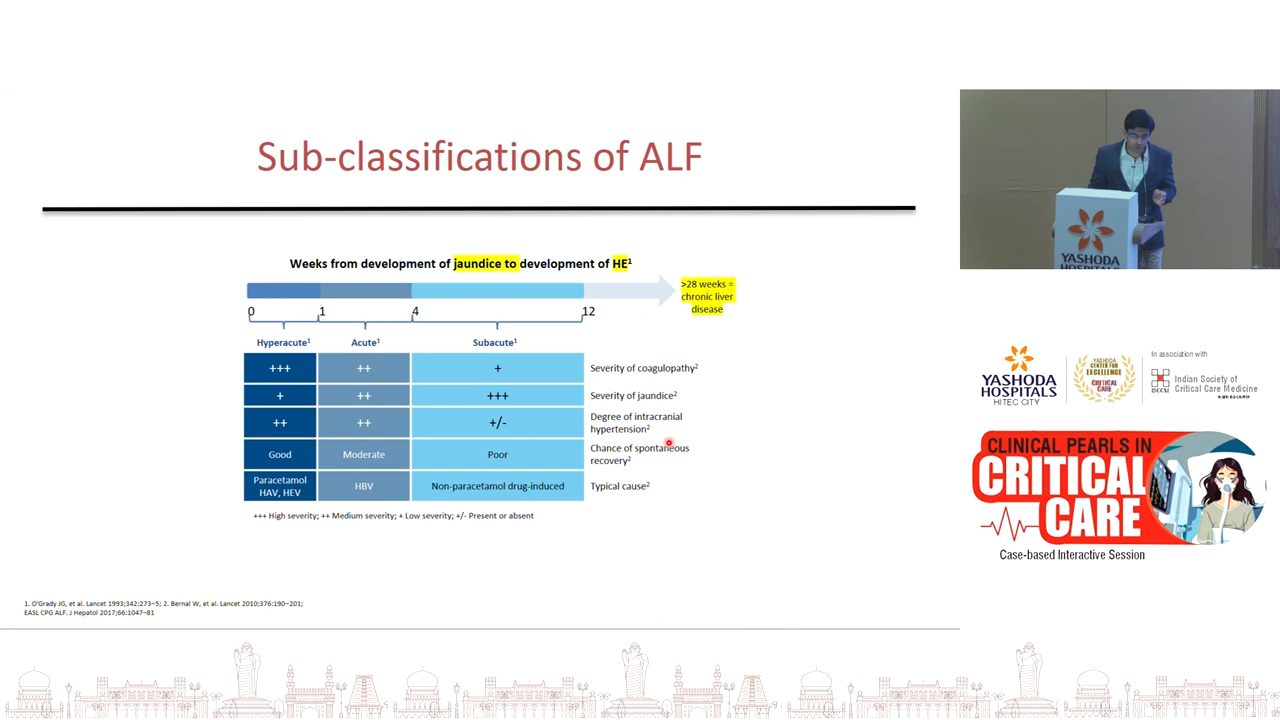 Sub-classifications of ALF
Weeks from development of jaundice to development of HE1
>28 weeks =
chronic liver
disease
0 1 4 12
Hyperacute1 Acute1 Subacute1
+++ ++ + Severity of coagulopathy2
+ ++ +++ Severity of jaundice2
++ ++ +/- Degree of intracranial
hypertension2
Good Moderate Poor Chance of spontaneous
recovery2
Paracetamol
HAV, HEV HBV Non-paracetamol drug-induced Typical cause2
+++ High severity; ++ Medium severity; + Low severity; +/- Present or absent
1. O'Grady JG, et al. Lancet 1993;342:273–5; 2. Bernal W, et al. Lancet 2010;376:190–201;
EASL CPG ALF. J Hepatol 2017;66:1047–81
YASHODA
HOSPITALS
YASHODA
HOSPITALS
HITEC CITY
YASHODA
CENTER FOR
EXCELLENCE
CRITICAL
CARE
In association with
ISCCM
Indian Society of
Critical Care Medicine
CLINICAL PEARLS IN
CRITICAL
CARE
Case-based Interactive Session